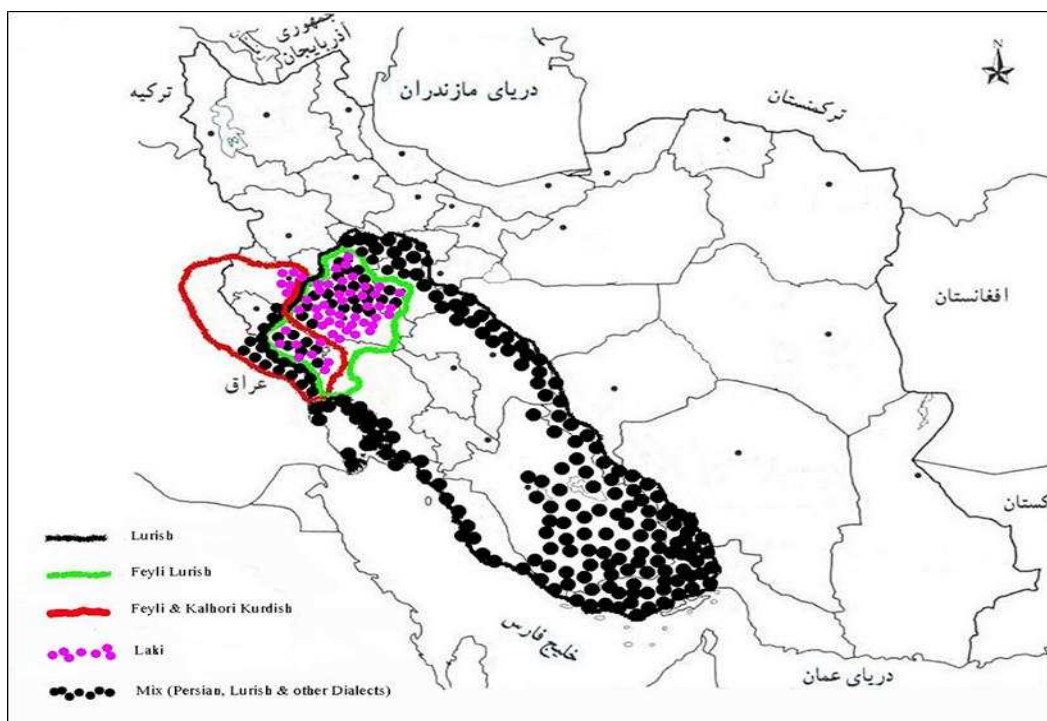 جمهوری
آذربایجان
ترکیه
دریای مازندران
ترکمنستان
N
افغانستان
عراق
کستان
خلیج فارس
دریای عمان
Lurish
Feyli Lurish
Feyli & Kalhori Kurdish
Laki
Mix (Persian, Lurish & other Dialects)